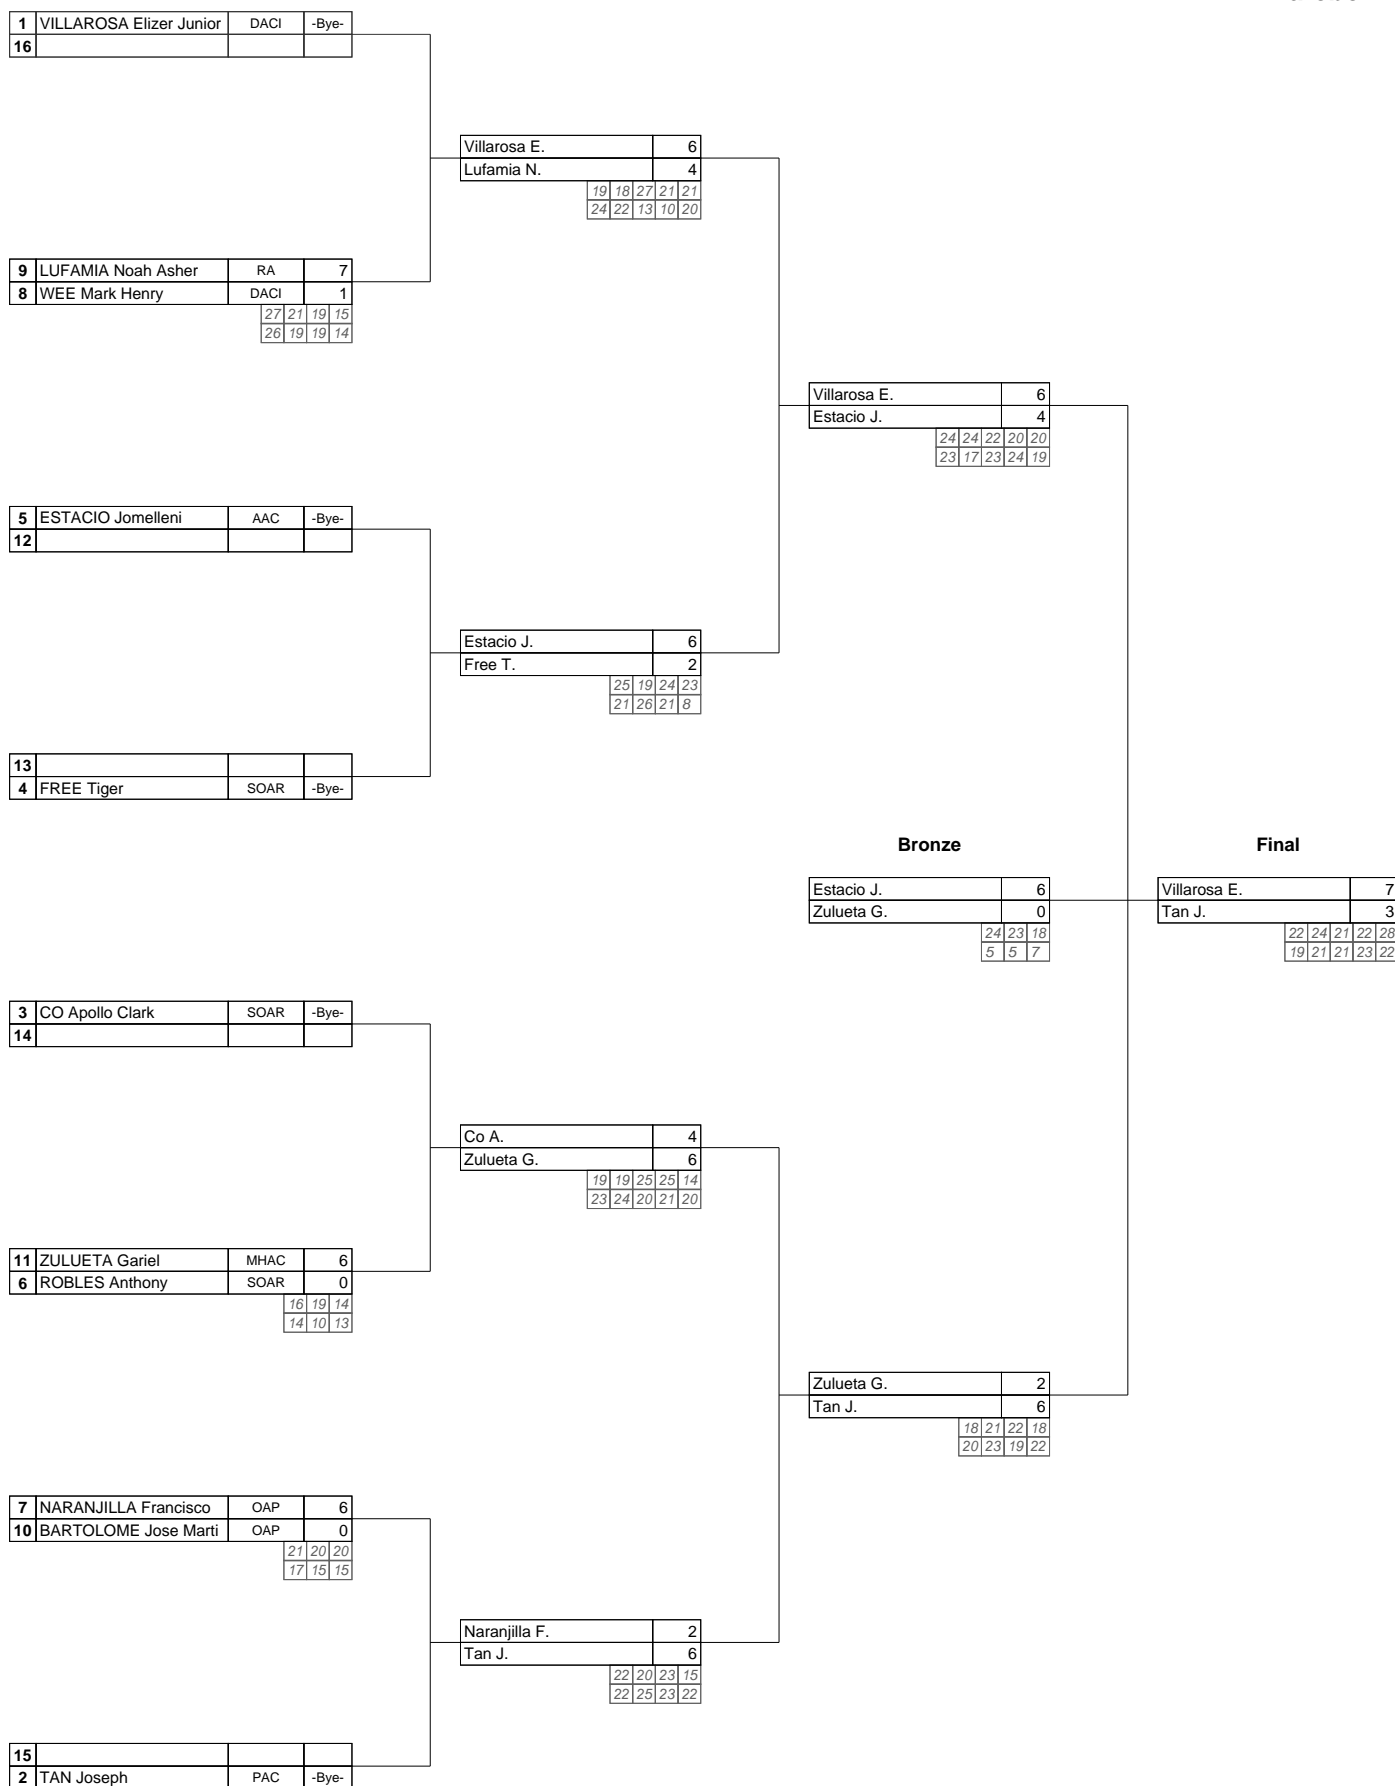 1 VILLAROSA Elizer Junior DACI -Bye-
16
Villarosa E. 6
Lufamia N. 4
19 18 27 21 21
24 22 13 10 20
9 LUFAMIA Noah Asher RA 7
8 WEE Mark Henry DACI 1
27 21 19 15
26 19 19 14
Villarosa E. 6
Estacio J. 4
24 24 22 20 20
23 17 23 24 19
5 ESTACIO Jomelleni AAC -Bye-
12
Estacio J. 6
Free T. 2
25 19 24 23
21 26 21 8
13
4 FREE Tiger SOAR -Bye-
Bronze Final
Estacio J. 6 Villarosa E. 7
Zulueta G. 0 Tan J. 3
24 23 18 22 24 21 22 28
5 5 7 19 21 21 23 22
3 CO Apollo Clark SOAR -Bye-
14
Co A. 4
Zulueta G. 6
19 19 25 25 14
23 24 20 21 20
11 ZULUETA Gariel MHAC 6
6 ROBLES Anthony SOAR 0
16 19 14
14 10 13
Zulueta G. 2
Tan J. 6
18 21 22 18
20 23 19 22
7 NARANJILLA Francisco OAP 6
10 BARTOLOME Jose Marti OAP 0
21 20 20
17 15 15
Naranjilla F. 2
Tan J. 6
22 20 23 15
22 25 23 22
15
2 TAN Joseph PAC -Bye-